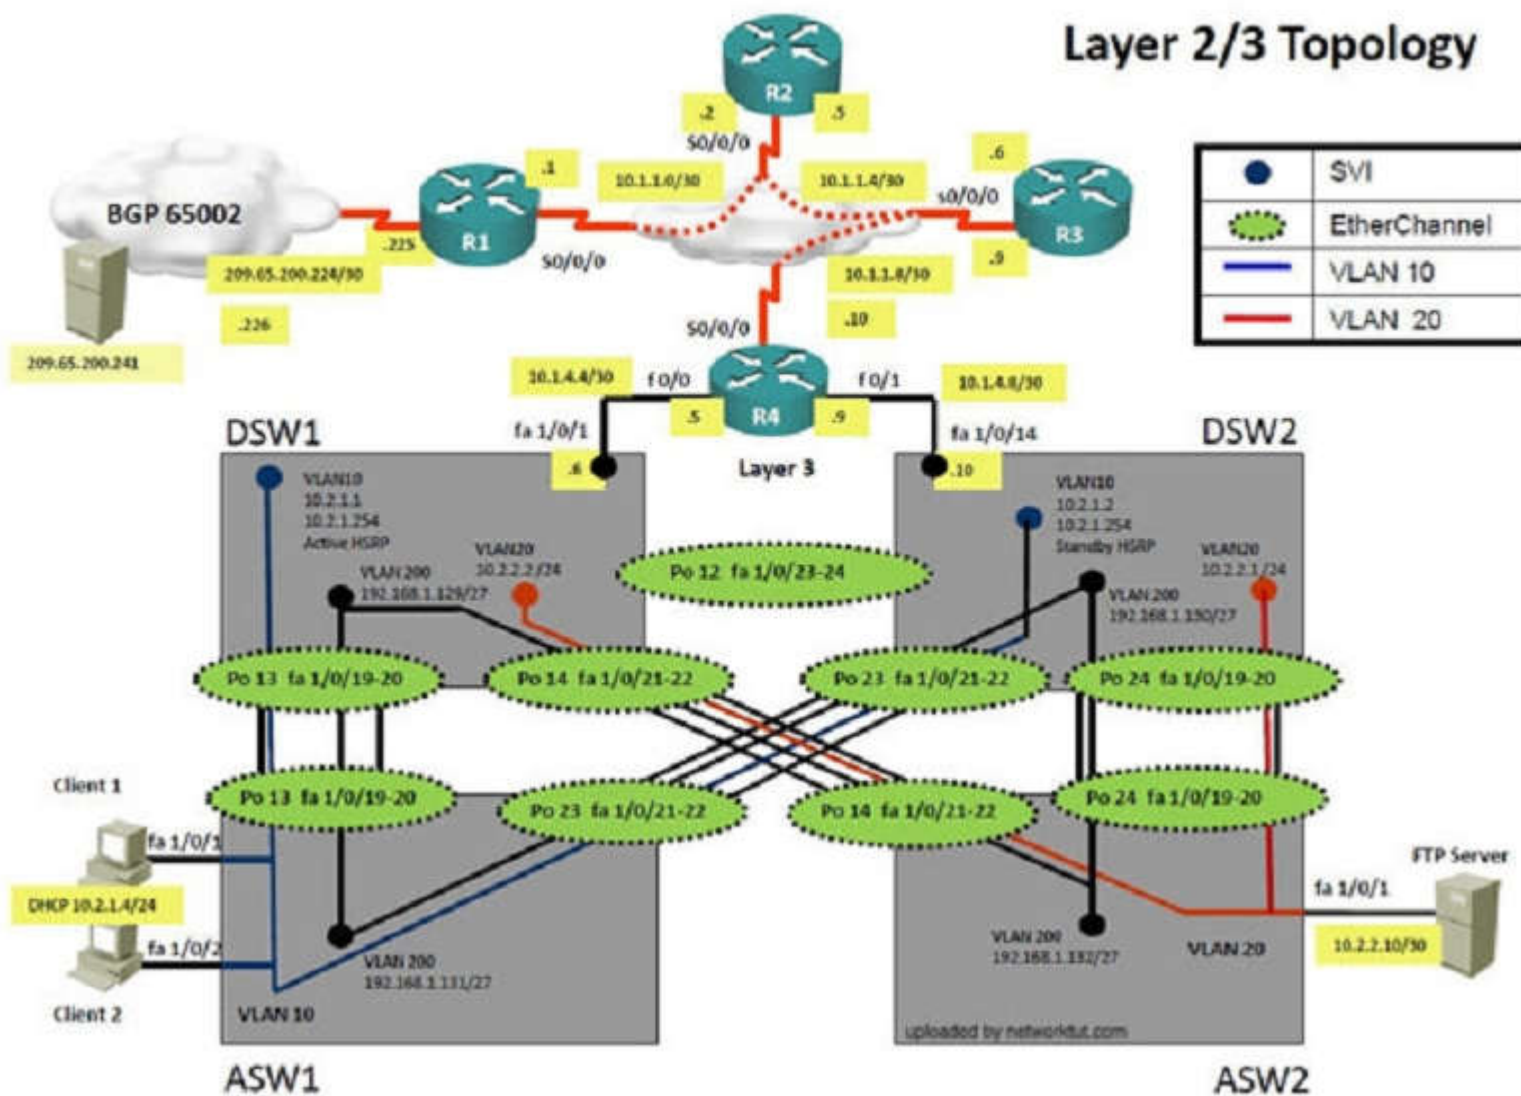 Layer 2/3 Topology
R2
.2
.5
S0/0/0
.6
SVI
EtherChannel
VLAN 10
VLAN 20
.1
10.1.1.0/30
10.1.1.4/30
s0/0/0
BGP 65002
R1
R3
.225
S0/0/0
.9
209.65.200.224/30
10.1.1.8/30
.226
.10
S0/0/0
209.65.200.241
10.1.4.4/30
f 0/0
f 0/1
10.1.4.8/30
.5
R4
.9
DSW1
fa 1/0/1
fa 1/0/14
DSW2
.6
Layer 3
.10
VLAN10
10.2.1.1
10.2.1.254
Active HSRP
VLAN10
10.2.1.2
10.2.1.254
Standby HSRP
VLAN20
10.2.2.2/24
VLAN20
10.2.2.1/24
Po 12 fa 1/0/23-24
VLAN 200
192.168.1.129/27
VLAN 200
192.168.1.130/27
Po 13 fa 1/0/19-20
Po 14 fa 1/0/21-22
Po 23 fa 1/0/21-22
Po 24 fa 1/0/19-20
Client 1
Po 13 fa 1/0/19-20
Po 23 fa 1/0/21-22
Po 14 fa 1/0/21-22
Po 24 fa 1/0/19-20
fa 1/0/1
FTP Server
fa 1/0/1
DHCP 10.2.1.4/24
fa 1/0/2
VLAN 200
192.168.1.131/27
VLAN 200
192.168.1.132/27
VLAN 20
10.2.2.10/30
Client 2
VLAN 10
uploaded by networktut.com
ASW1
ASW2